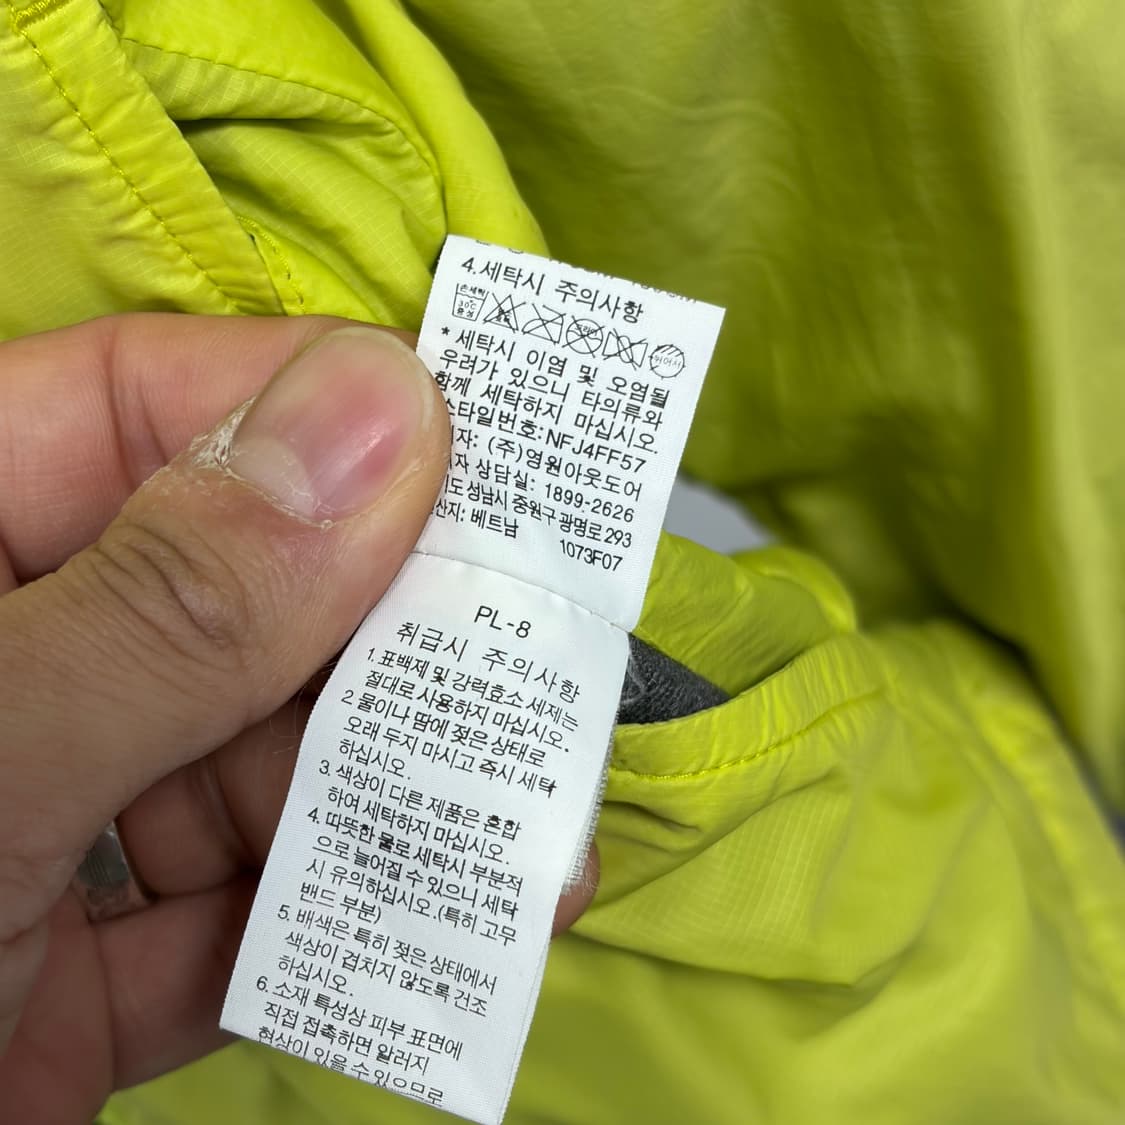 4.세탁시 주의사항
손세탁
30℃
중성
드라이
뉘어서
* 세탁시 이염 및 오염될
우려가 있으니 타의류와
함께 세탁하지 마십시오.
스타일번호:NFJ4FF57
자: (주)영원아웃도어
자 상담실: 1899-2626
도 성남시 중원구 광명로 293
산지: 베트남
1073F07
PL-8
취급시 주의사항
1. 표백제 및 강력효소 세제는
절대로 사용하지 마십시오.
2 물이나 땀에 젖은 상태로
오래 두지 마시고 즉시 세탁
하십시오.
3. 색상이 다른 제품은 혼합
하여 세탁하지 마십시오.
4. 따뜻한 물로 세탁시 부분적
으로 늘어질 수 있으니 세탁
시 유의하십시오.(특히 고무
밴드 부분)
5. 배색은 특히 젖은 상태에서
색상이 겹치지 않도록 건조
하십시오.
6. 소재 특성상 피부 표면에
직접 접촉하면 알러지
현상이 있을 수 있으므로